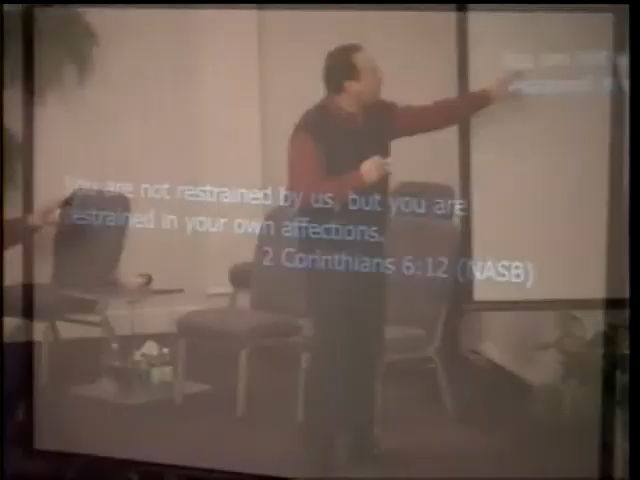 You are not restrained by us, but you are
restrained in your own affections.
2 Corinthians 6:12 (NASB)